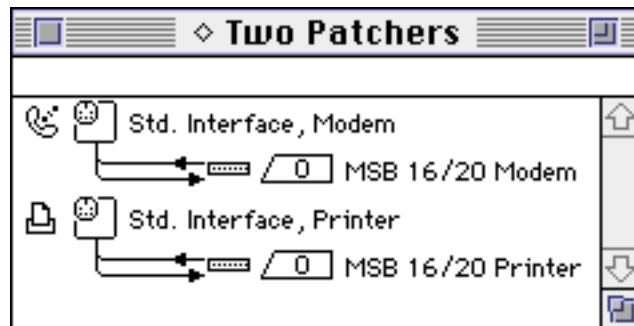 ◇ Two Patchers
Std. Interface, Modem
0 MSB 16/20 Modem
Std. Interface, Printer
0 MSB 16/20 Printer